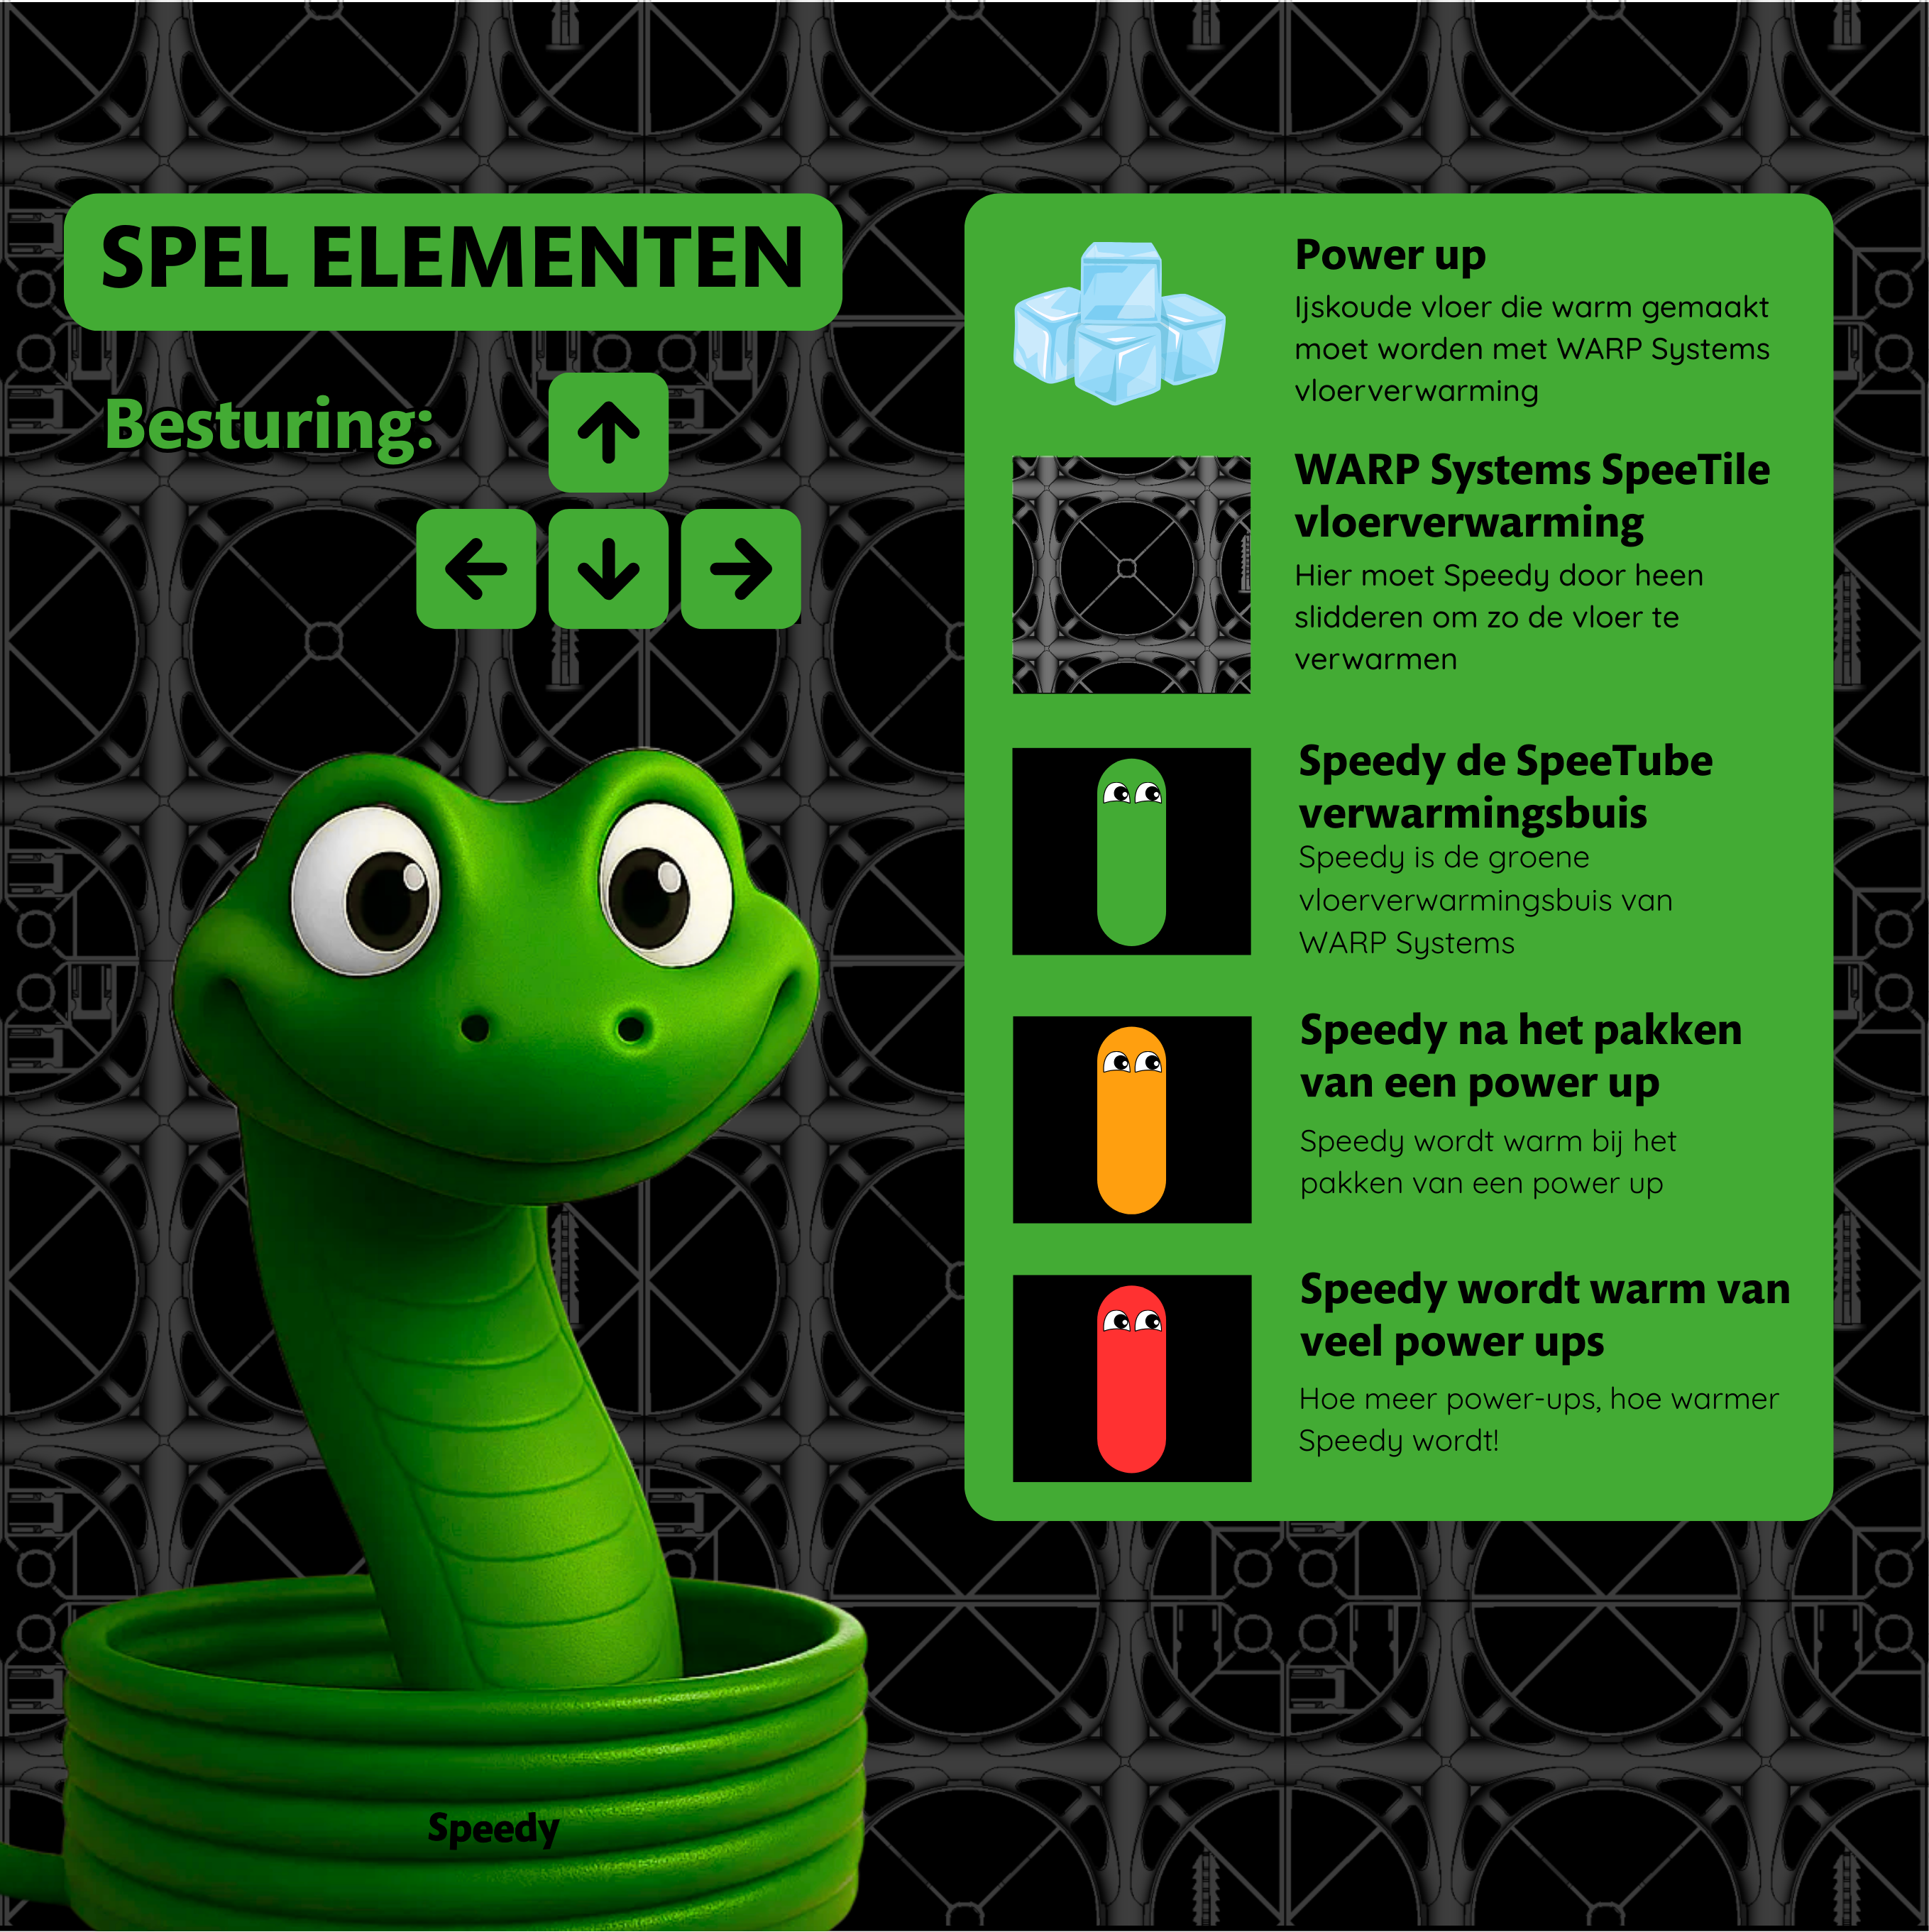 SPEL ELEMENTEN
Besturing:
Speedy
Power up
Ijskoude vloer die warm gemaakt
moet worden met WARP Systems
vloerverwarming
WARP Systems SpeeTile
vloerverwarming
Hier moet Speedy door heen
slidderen om zo de vloer te
verwarmen
Speedy de SpeeTube
verwarmingsbuis
Speedy is de groene
vloerverwarmingsbuis van
WARP Systems
Speedy na het pakken
van een power up
Speedy wordt warm bij het
pakken van een power up
Speedy wordt warm van
veel power ups
Hoe meer power-ups, hoe warmer
Speedy wordt!